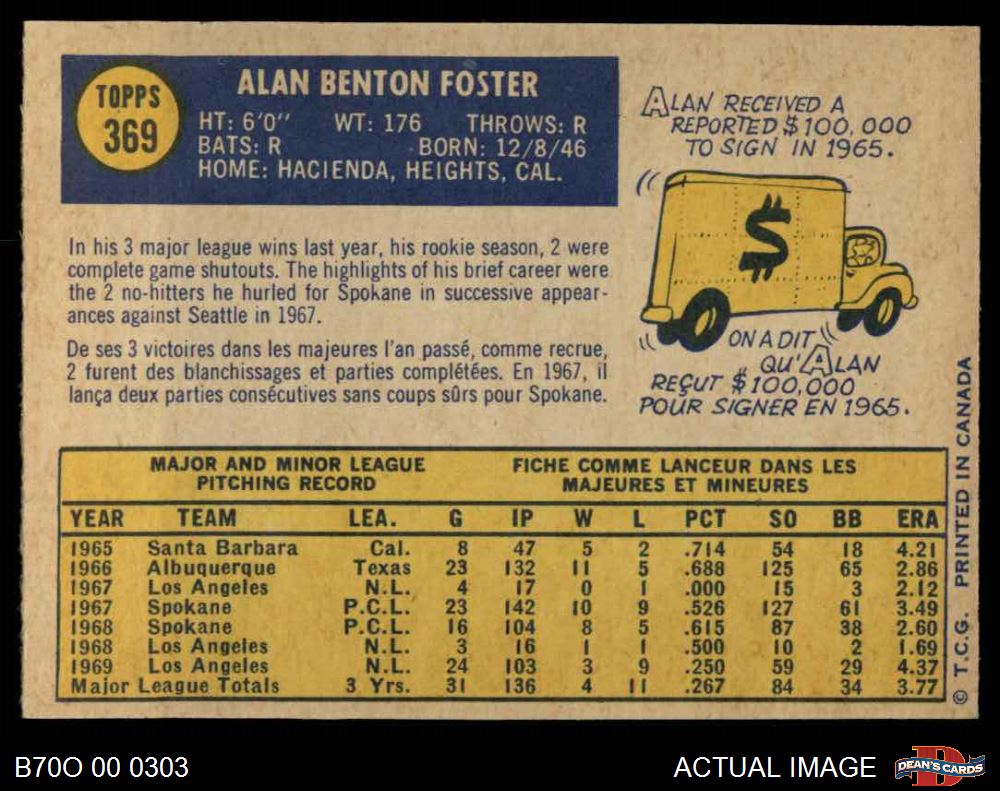 TOPPS
369
ALAN BENTON FOSTER
HT: 6'0" WT: 176 THROWS: R
BATS: R BORN: 12/8/46
HOME: HACIENDA, HEIGHTS, CAL.
In his 3 major league wins last year, his rookie season, 2 were
complete game shutouts. The highlights of his brief career were
the 2 no-hitters he hurled for Spokane in successive appear-
ances against Seattle in 1967.
De ses 3 victoires dans les majeures l'an passé, comme recrue,
2 furent des blanchissages et parties complétées. En 1967, il
lança deux parties consécutives sans coups sûrs pour Spokane.
ALAN RECEIVED A
REPORTED $100,000
TO SIGN IN 1965.
$
ON A DIT
QU'ALAN
REÇUT $100,000
POUR SIGNER EN 1965.
MAJOR AND MINOR LEAGUE
PITCHING RECORD
FICHE COMME LANCEUR DANS LES
MAJEURES ET MINEURES
YEAR TEAM LEA. G IP W L PCT SO BB ERA
1965 Santa Barbara Cal. 8 47 5 2 .714 54 18 4.21
1966 Albuquerque Texas 23 132 11 5 .688 125 65 2.86
1967 Los Angeles N.L. 4 17 0 1 .000 15 3 2.12
1967 Spokane P.C.L. 23 142 10 9 .526 127 61 3.49
1968 Spokane P.C.L. 16 104 8 5 .615 87 38 2.60
1968 Los Angeles N.L. 3 16 1 1 .500 10 2 1.69
1969 Los Angeles N.L. 24 103 3 9 .250 59 29 4.37
Major League Totals 3 Yrs. 31 136 4 11 .267 84 34 3.77
© T.C.G. PRINTED IN CANADA
B70O 00 0303
ACTUAL IMAGE
DEAN'S CARDS